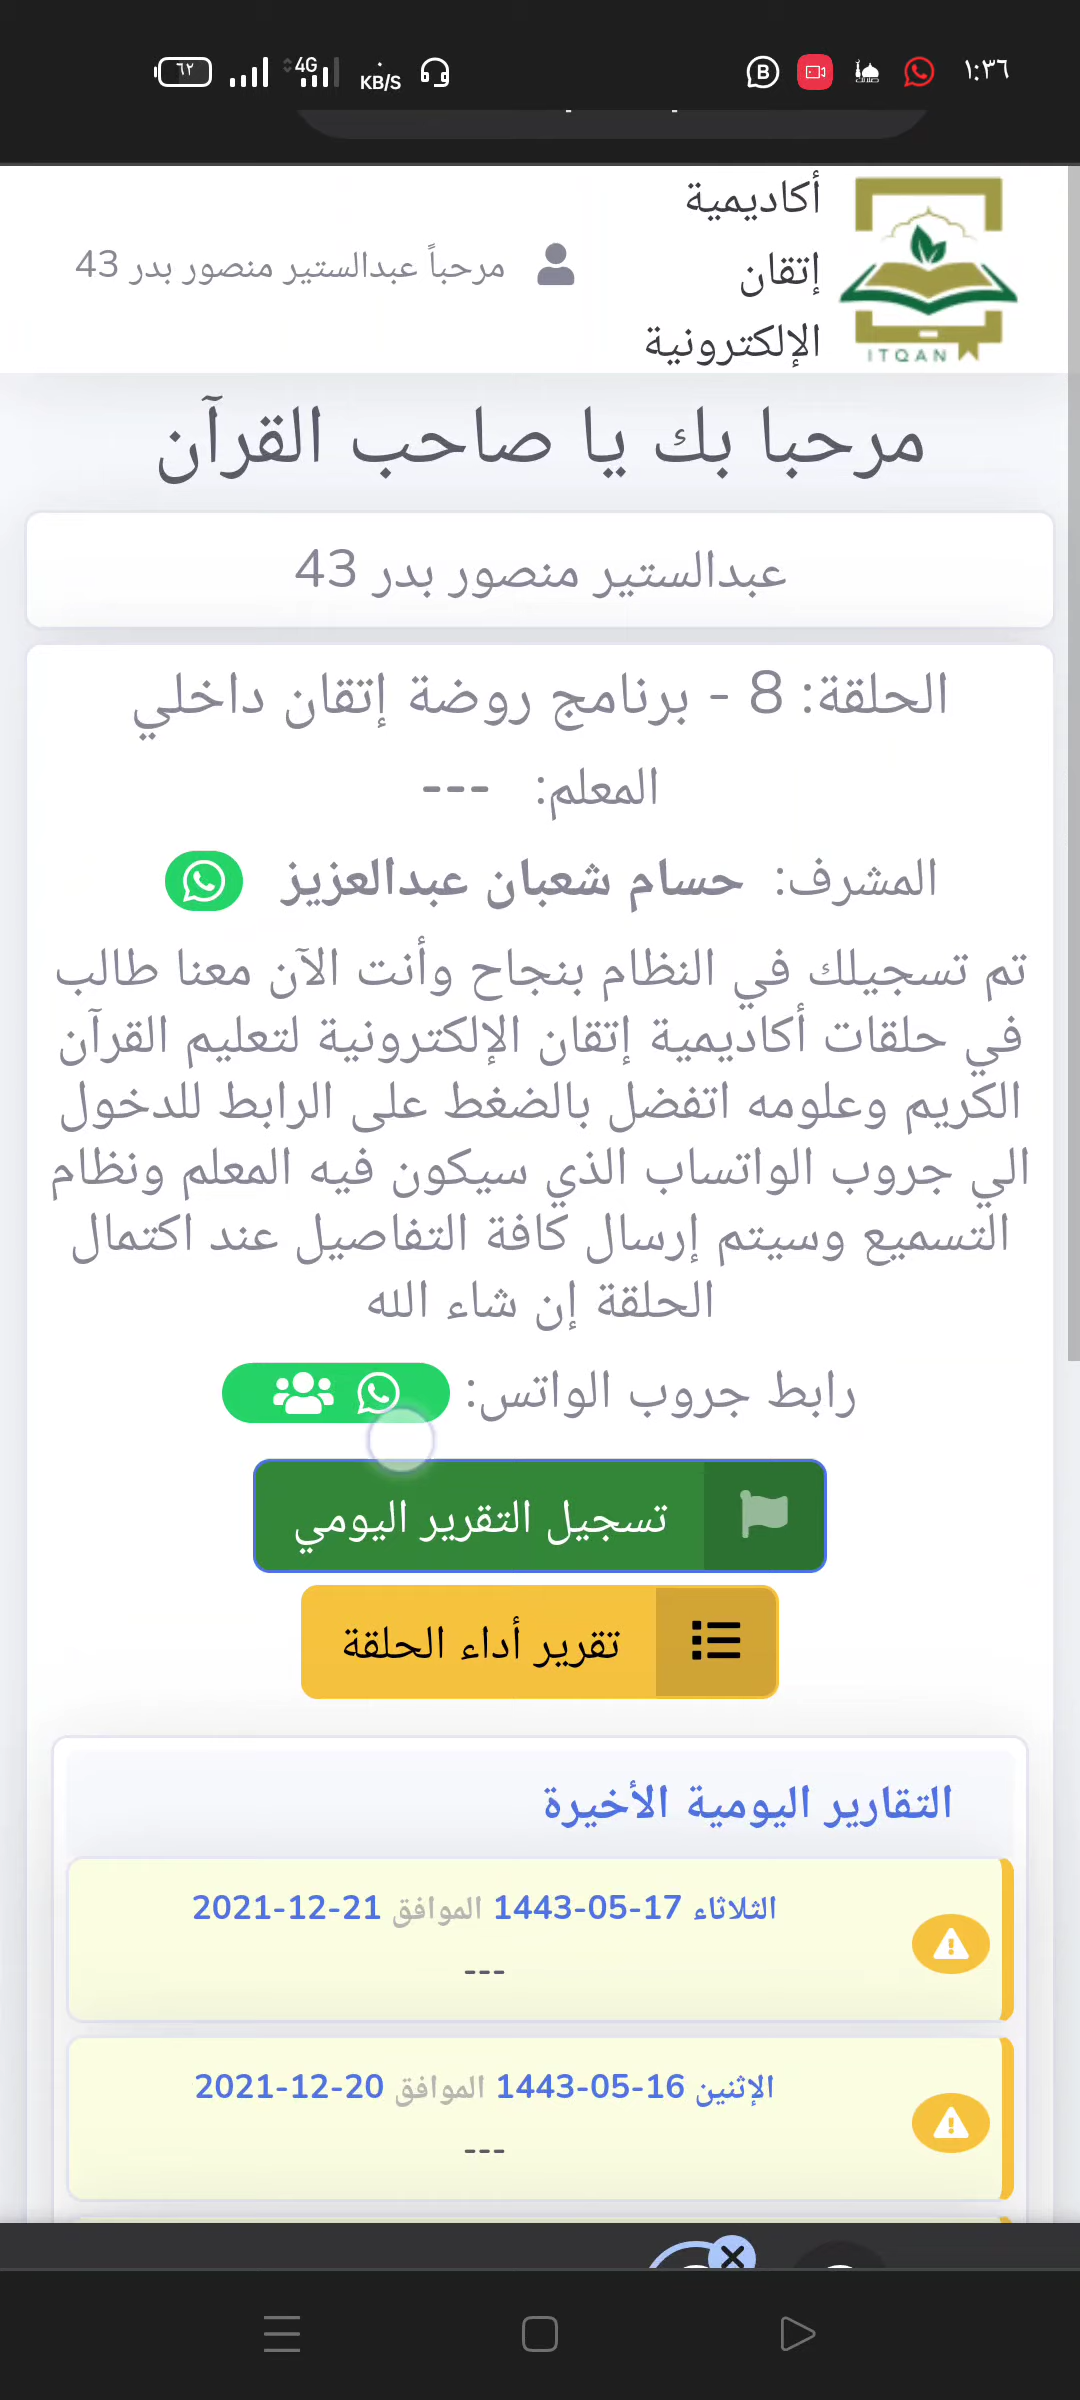 ٦٢
4G
KB/S
١:٣٦
أكاديمية
إتقان
الإلكترونية
ITQAN
مرحباً عبدالستير منصور بدر 43
مرحبا بك يا صاحب القرآن
عبدالستير منصور بدر 43
الحلقة: 8 - برنامج روضة إتقان داخلي
المعلم: ---
المشرف: حسام شعبان عبدالعزيز
تم تسجيلك في النظام بنجاح وأنت الآن معنا طالب
في حلقات أكاديمية إتقان الإلكترونية لتعليم القرآن
الكريم وعلومه اتفضل بالضغط على الرابط للدخول
الي جروب الواتساب الذي سيكون فيه المعلم ونظام
التسميع وسيتم إرسال كافة التفاصيل عند اكتمال
الحلقة إن شاء الله
رابط جروب الواتس:
تسجيل التقرير اليومي
تقرير أداء الحلقة
التقارير اليومية الأخيرة
الثلاثاء 17-05-1443 الموافق 21-12-2021
---
الإثنين 16-05-1443 الموافق 20-12-2021
---